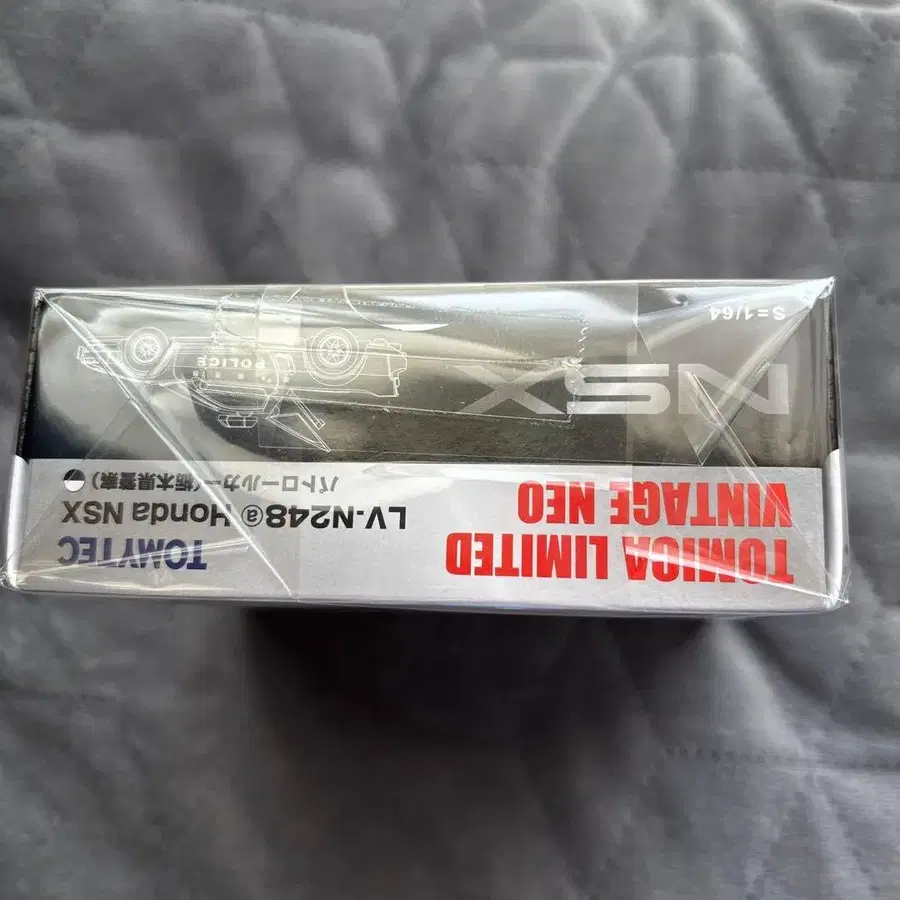 TOMICA LIMITED
VINTAGE NEO
TOMYTEC
LV-N248ⓐ Honda NSX
パトロールカー(栃木県警察)
NSX
POLICE
S=1/64